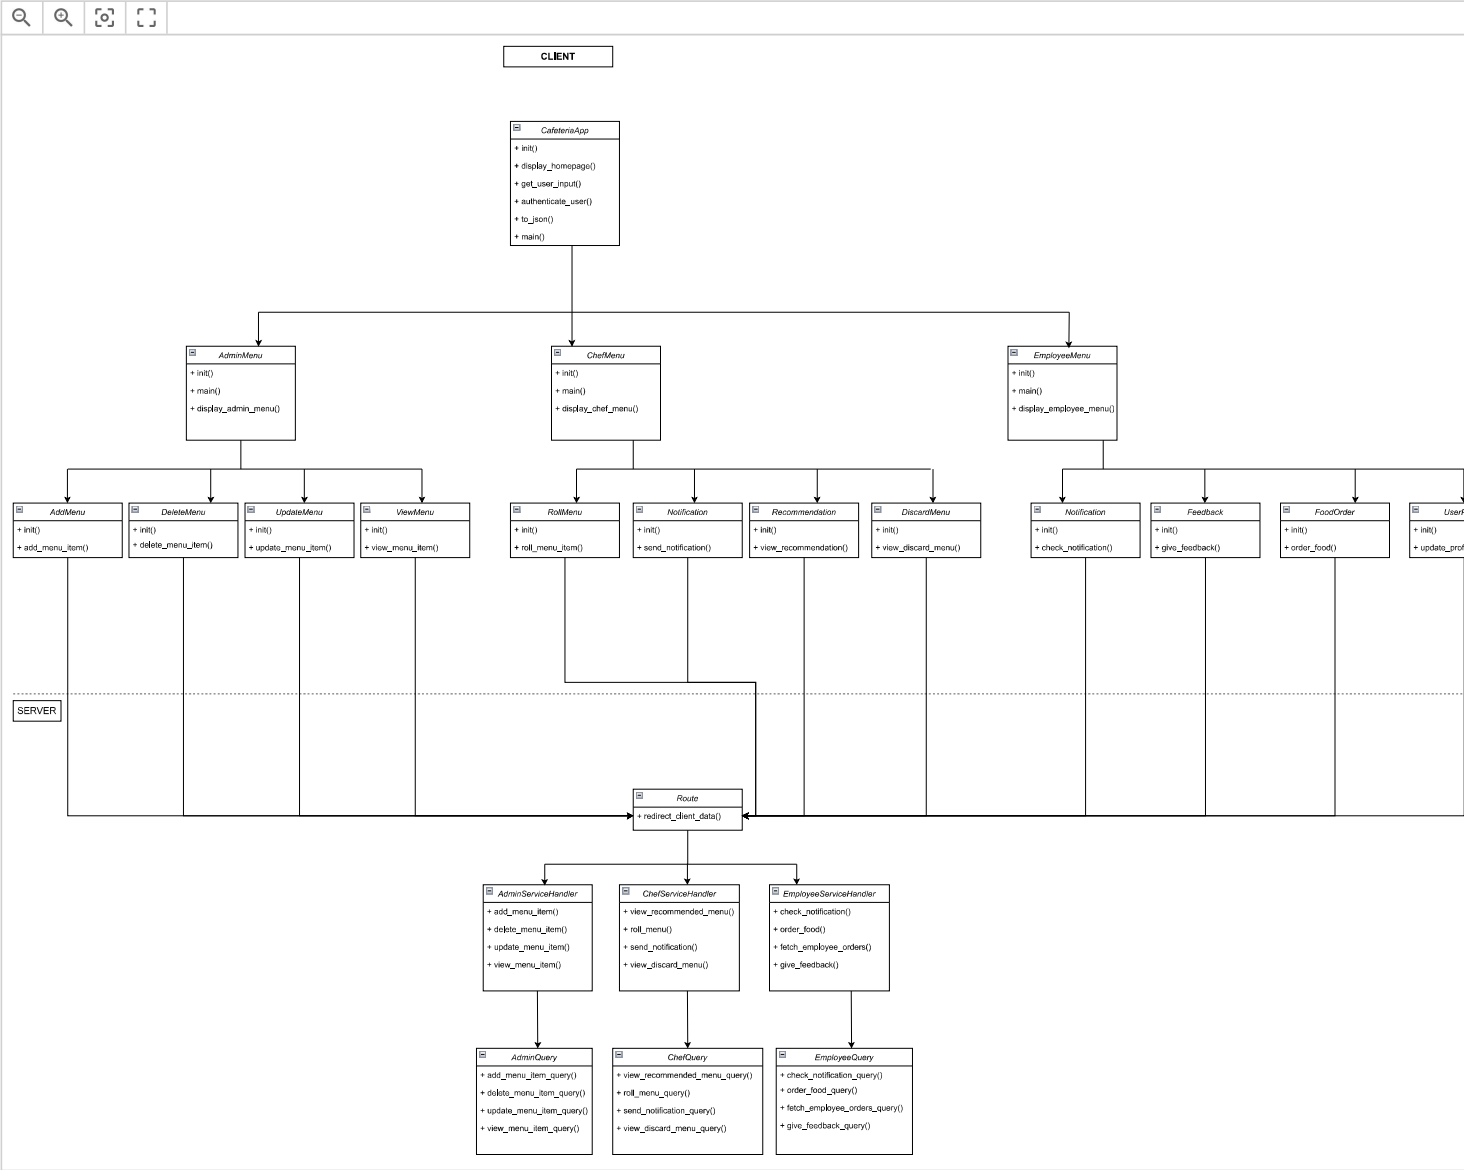 CLIENT
CafeteriaApp
+ init()
+ display_homepage()
+ get_user_input()
+ authenticate_user()
+ to_json()
+ main()
AdminMenu
+ init()
+ main()
+ display_admin_menu()
ChefMenu
+ init()
+ main()
+ display_chef_menu()
EmployeeMenu
+ init()
+ main()
+ display_employee_menu()
AddMenu
+ init()
+ add_menu_item()
DeleteMenu
+ init()
+ delete_menu_item()
UpdateMenu
+ init()
+ update_menu_item()
ViewMenu
+ init()
+ view_menu_item()
RollMenu
+ init()
+ roll_menu_item()
Notification
+ init()
+ send_notification()
Recommendation
+ init()
+ view_recommendation()
DiscardMenu
+ init()
+ view_discard_menu()
Notification
+ init()
+ check_notification()
Feedback
+ init()
+ give_feedback()
FoodOrder
+ init()
+ order_food()
+ init()
SERVER
Route
+ redirect_client_data()
AdminServiceHandler
+ add_menu_item()
+ delete_menu_item()
+ update_menu_item()
+ view_menu_item()
ChefServiceHandler
+ view_recommended_menu()
+ roll_menu()
+ send_notification()
+ view_discard_menu()
EmployeeServiceHandler
+ check_notification()
+ order_food()
+ fetch_employee_orders()
+ give_feedback()
AdminQuery
+ add_menu_item_query()
+ delete_menu_item_query()
+ update_menu_item_query()
+ view_menu_item_query()
ChefQuery
+ view_recommended_menu_query()
+ roll_menu_query()
+ send_notification_query()
+ view_discard_menu_query()
EmployeeQuery
+ check_notification_query()
+ order_food_query()
+ fetch_employee_orders_query()
+ give_feedback_query()